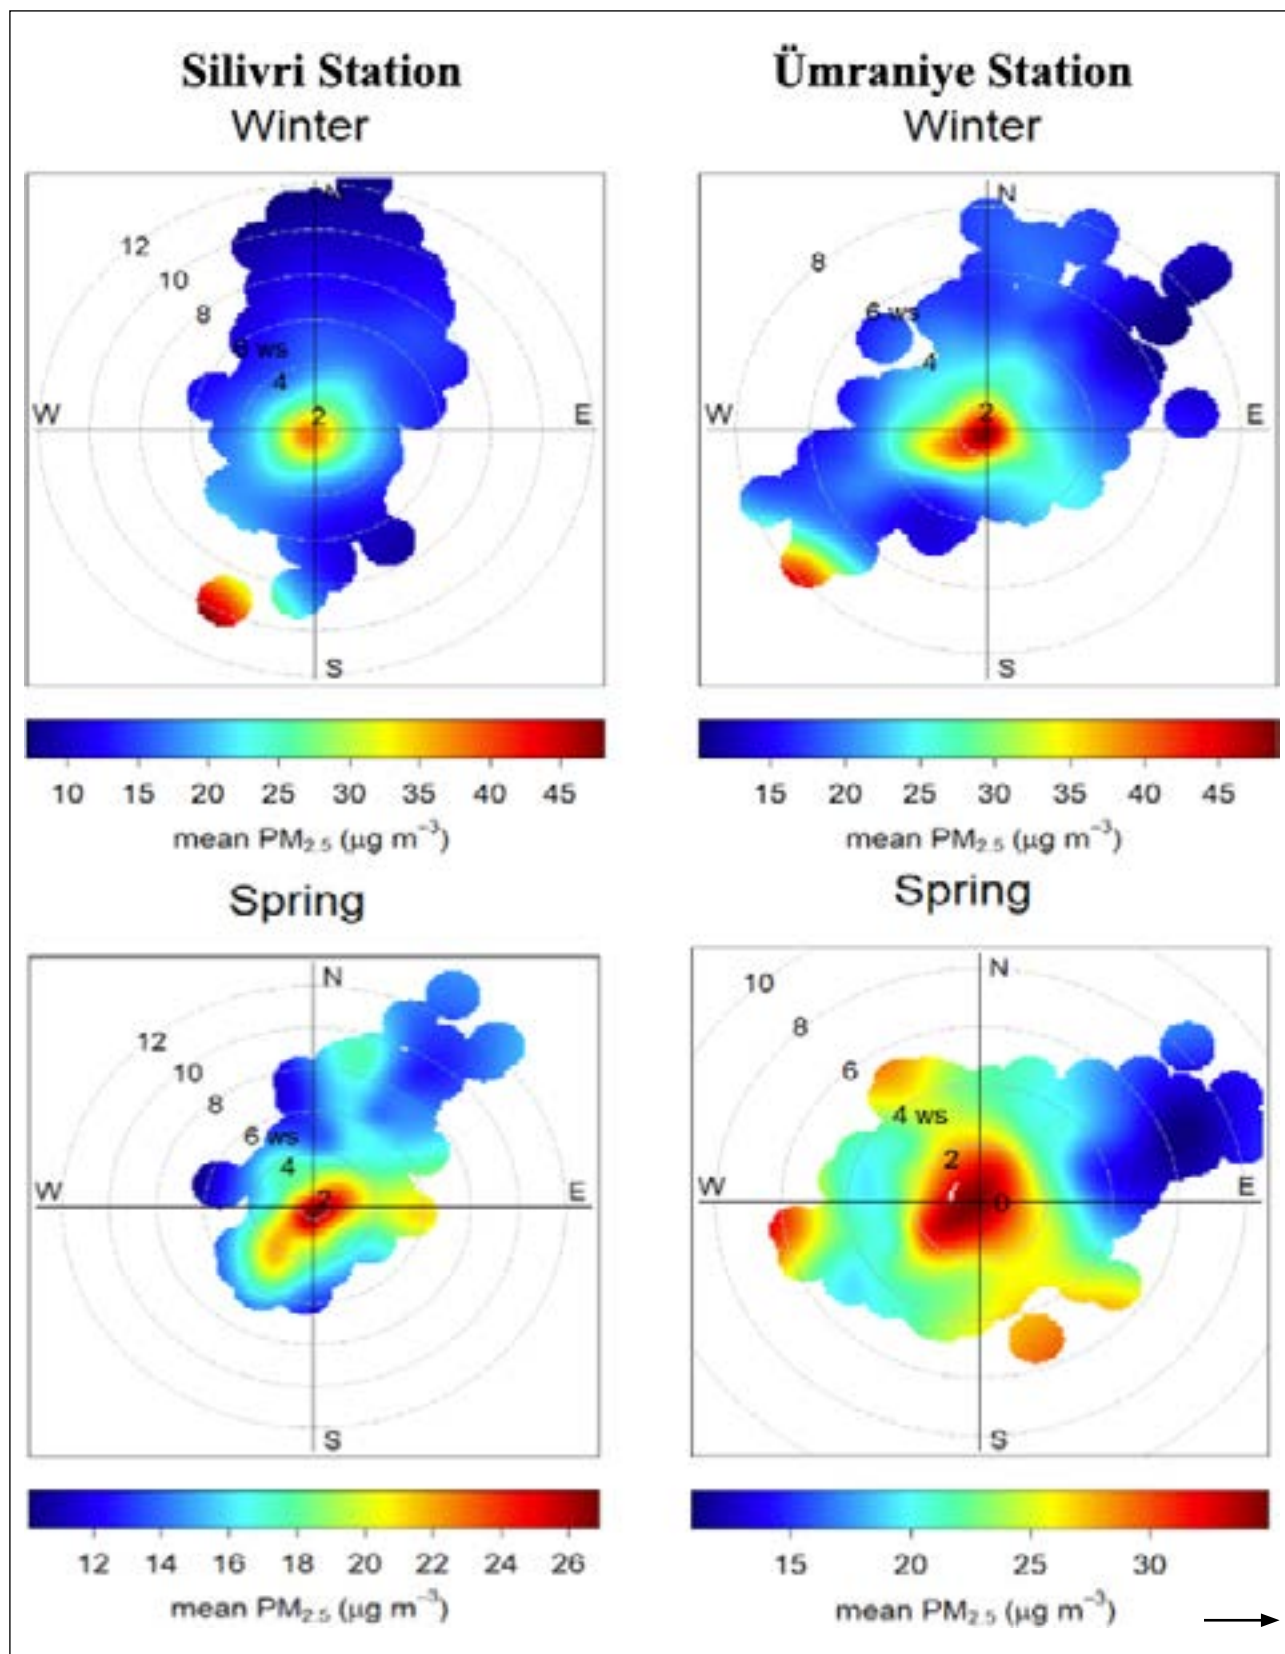 Silivri Station
Winter
N
12
10
8
6 ws
4
2
W
E
S
10 15 20 25 30 35 40 45
mean PM2.5 (µg m−3)
Ümraniye Station
Winter
N
8
6 ws
4
2
W
E
S
15 20 25 30 35 40 45
mean PM2.5 (µg m−3)
Spring
N
12
10
8
6 ws
4
2
W
E
S
12 14 16 18 20 22 24 26
mean PM2.5 (µg m−3)
Spring
N
10
8
6
4 ws
2
0
W
E
S
15 20 25 30
mean PM2.5 (µg m−3)